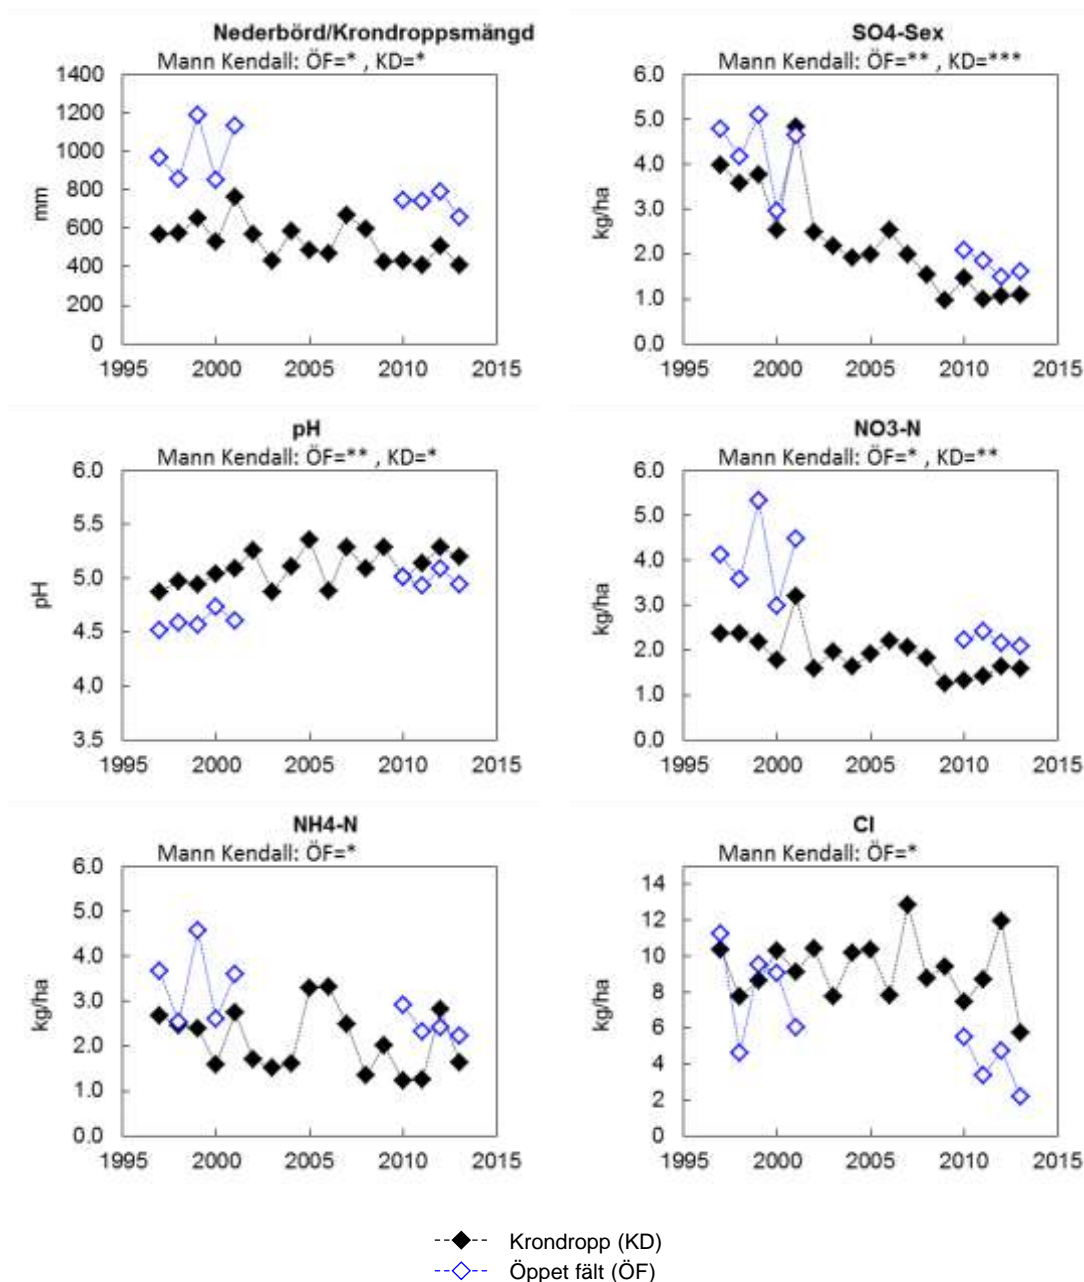 Nederbörd/Krondroppsmängd
Mann Kendall: ÖF=* , KD=*
1400
1200
1000
800
600
400
200
0
mm
1995 2000 2005 2010 2015
SO4-Sex
Mann Kendall: ÖF=** , KD=***
6.0
5.0
4.0
3.0
2.0
1.0
0.0
kg/ha
1995 2000 2005 2010 2015
pH
Mann Kendall: ÖF=** , KD=*
6.0
5.5
5.0
4.5
4.0
3.5
pH
1995 2000 2005 2010 2015
NO3-N
Mann Kendall: ÖF=* , KD=**
6.0
5.0
4.0
3.0
2.0
1.0
0.0
kg/ha
1995 2000 2005 2010 2015
NH4-N
Mann Kendall: ÖF=*
6.0
5.0
4.0
3.0
2.0
1.0
0.0
kg/ha
1995 2000 2005 2010 2015
Cl
Mann Kendall: ÖF=*
14
12
10
8
6
4
2
0
kg/ha
1995 2000 2005 2010 2015
Krondropp (KD)
Öppet fält (ÖF)